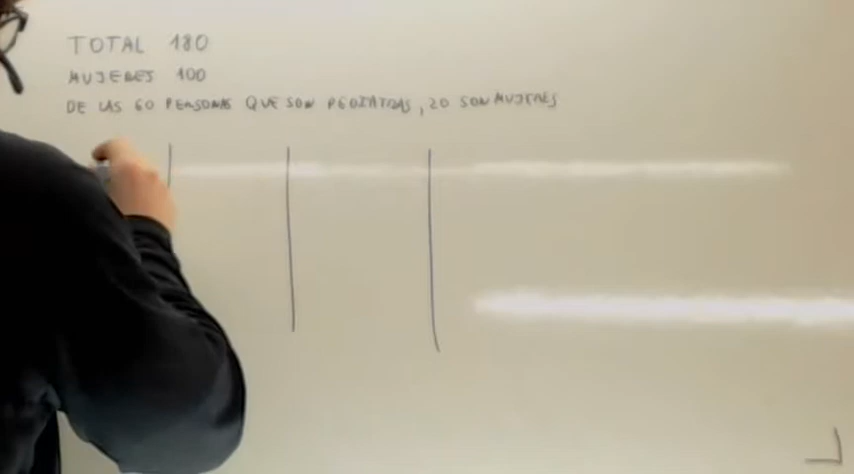 TOTAL 180
MUJERES 100
DE LAS 60 PERSONAS QUE SON PEDIATRAS, 20 SON MUJERES